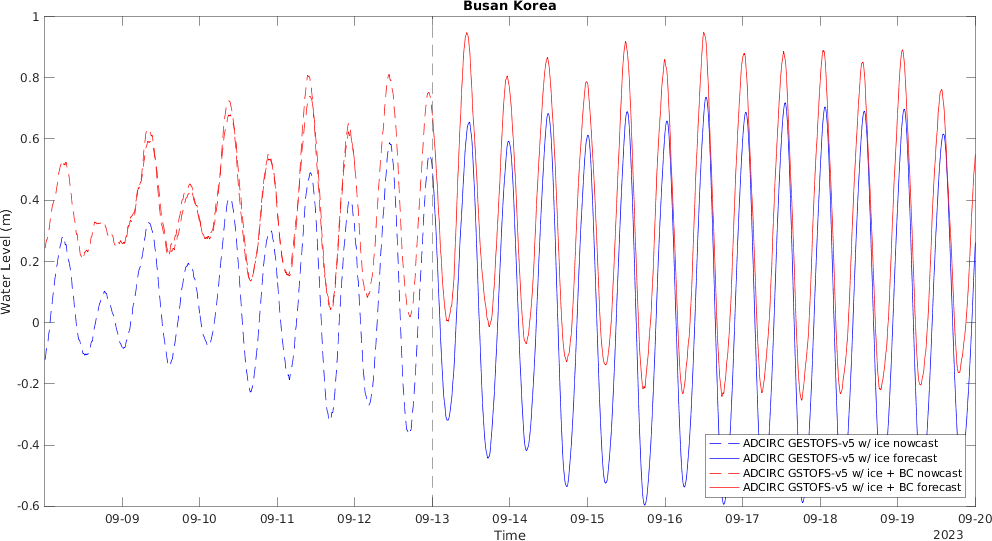 Busan Korea
Water Level (m)
1
0.8
0.6
0.4
0.2
0
-0.2
-0.4
-0.6
ADCIRC GESTOFS-v5 w/ ice nowcast
ADCIRC GESTOFS-v5 w/ ice forecast
ADCIRC GSTOFS-v5 w/ ice + BC nowcast
ADCIRC GSTOFS-v5 w/ ice + BC forecast
09-09 09-10 09-11 09-12 09-13 09-14 09-15 09-16 09-17 09-18 09-19 09-20
Time
2023